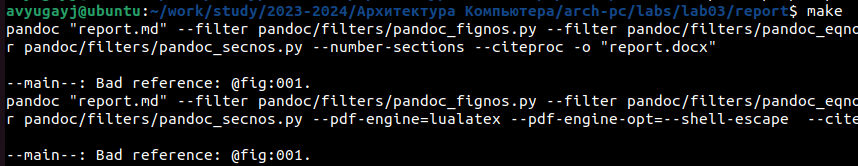 avyugayj@ubuntu:~/work/study/2023-2024/Архитектура Компьютера/arch-pc/labs/lab03/report$ make
pandoc "report.md" --filter pandoc/filters/pandoc_fignos.py --filter pandoc/filters/pandoc_eqno
r pandoc/filters/pandoc_secnos.py --number-sections --citeproc -o "report.docx"
--main--: Bad reference: @fig:001.
pandoc "report.md" --filter pandoc/filters/pandoc_fignos.py --filter pandoc/filters/pandoc_eqno
r pandoc/filters/pandoc_secnos.py --pdf-engine=lualatex --pdf-engine-opt=--shell-escape  --cite
--main--: Bad reference: @fig:001.